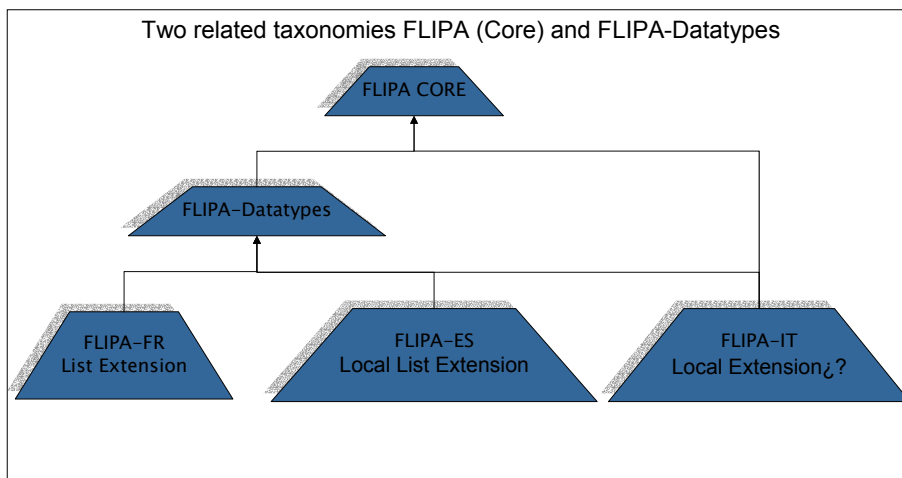 Two related taxonomies FLIPA (Core) and FLIPA-Datatypes
FLIPA CORE
FLIPA-Datatypes
FLIPA-FR
List Extension
FLIPA-ES
Local List Extension
FLIPA-IT
Local Extension¿?